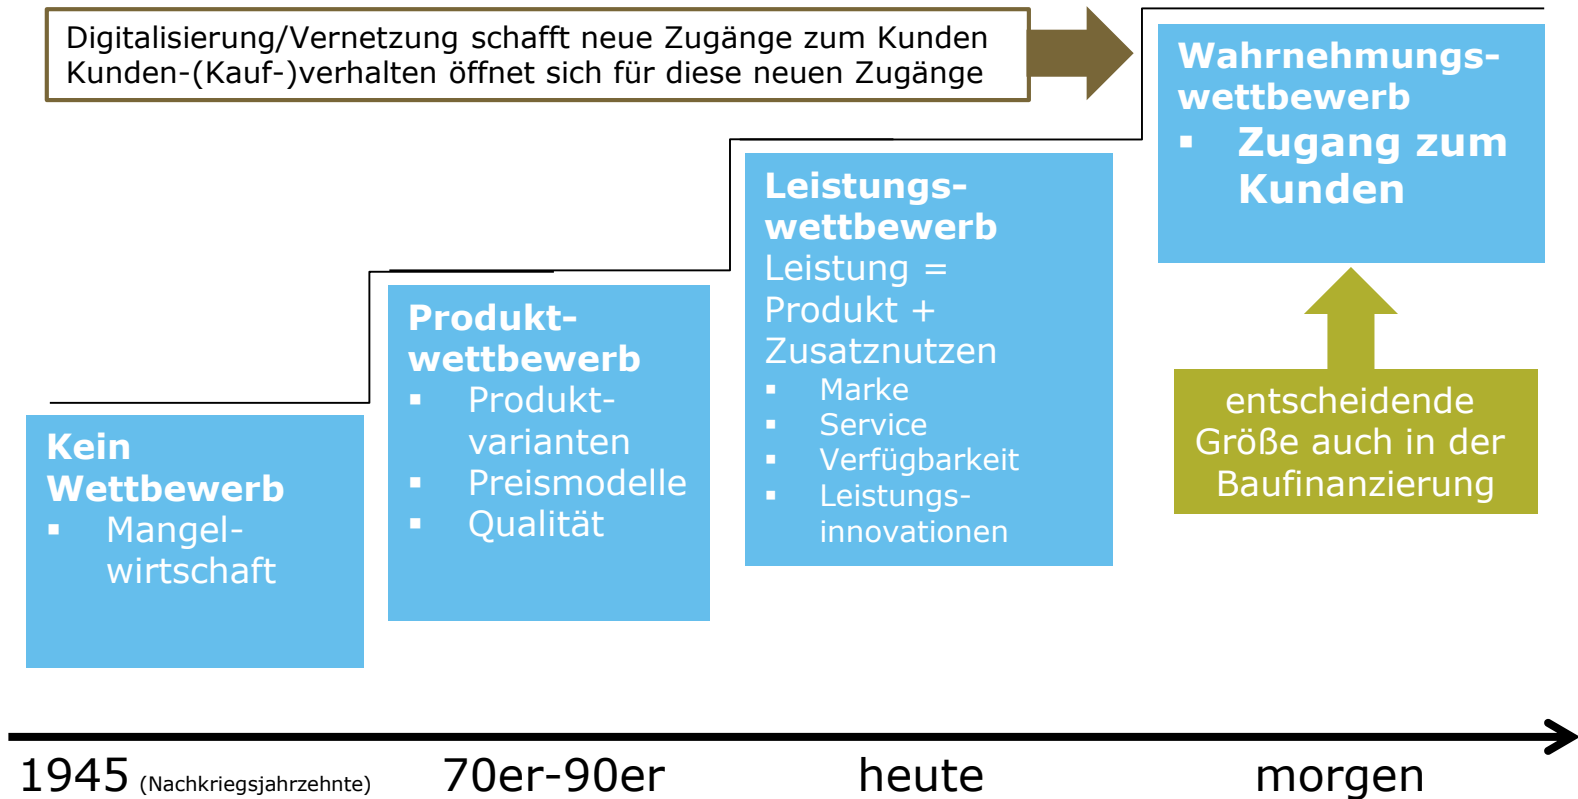 Digitalisierung/Vernetzung schafft neue Zugänge zum Kunden
Kunden-(Kauf-)verhalten öffnet sich für diese neuen Zugänge
Wahrnehmungs-
wettbewerb
▪ Zugang zum
Kunden
Leistungs-
wettbewerb
Leistung =
Produkt +
Zusatznutzen
▪ Marke
▪ Service
▪ Verfügbarkeit
▪ Leistungs-
innovationen
Produkt-
wettbewerb
▪ Produkt-
varianten
▪ Preismodelle
▪ Qualität
Kein
Wettbewerb
▪ Mangel-
wirtschaft
entscheidende
Größe auch in der
Baufinanzierung
1945 (Nachkriegsjahrzehnte)
70er-90er
heute
morgen